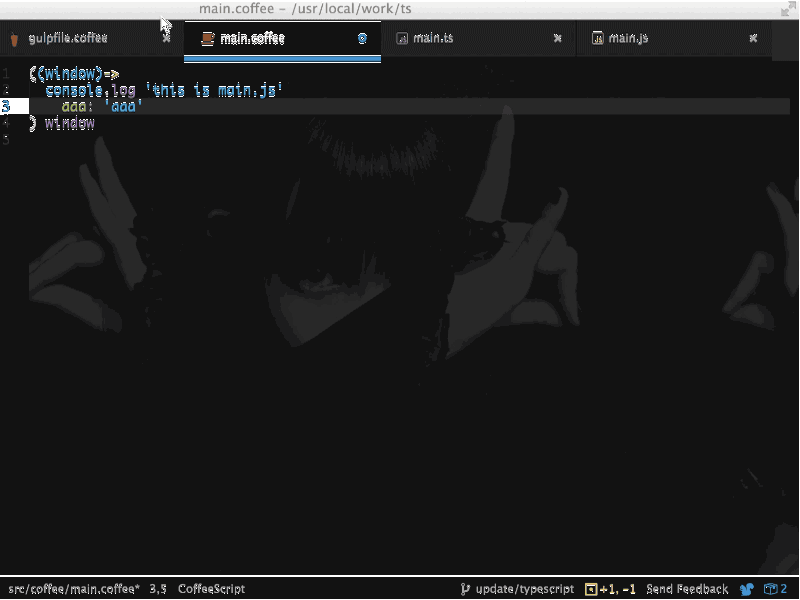 main.coffee - /usr/local/work/ts
gulpfile.coffee main.coffee main.ts main.js
1 ((window)=>
2 console.log 'this is main.js'
3 aaa: 'aaa'
4 ) window
5
src/coffee/main.coffee* 3,5 CoffeeScript update/typescript +1, -1 Send Feedback 2